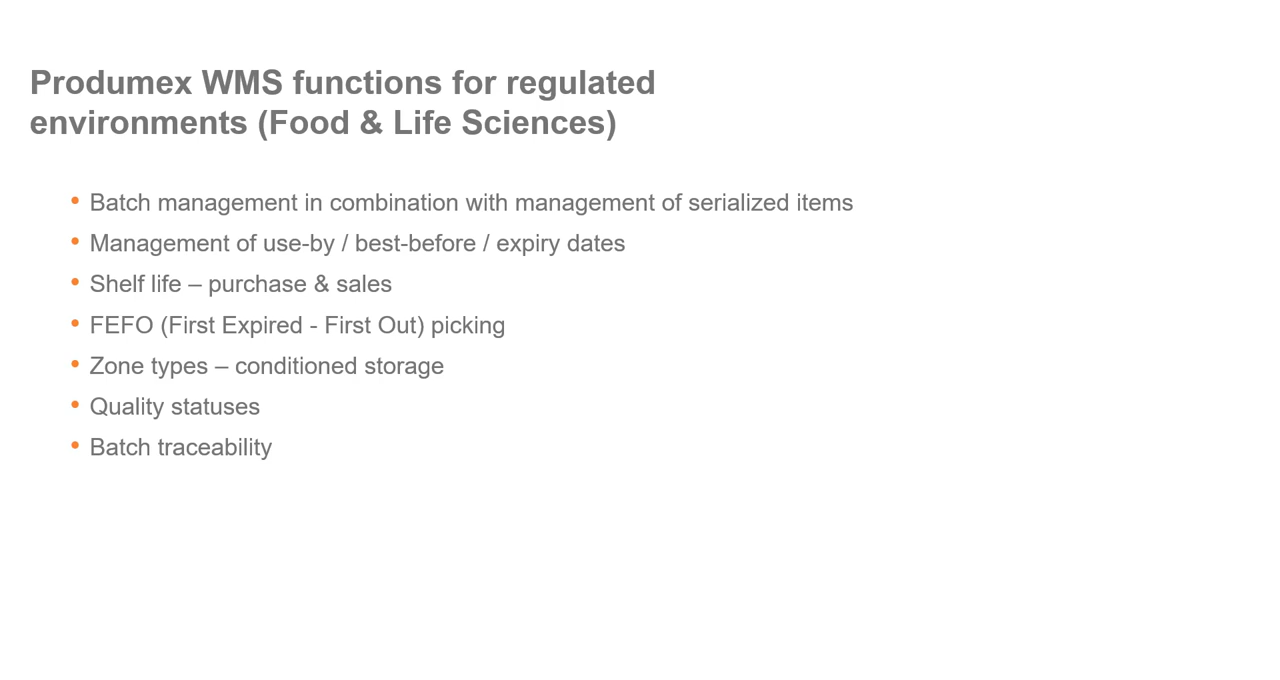 Produmex WMS functions for regulated
environments (Food & Life Sciences)
• Batch management in combination with management of serialized items
• Management of use-by / best-before / expiry dates
• Shelf life – purchase & sales
• FEFO (First Expired - First Out) picking
• Zone types – conditioned storage
• Quality statuses
• Batch traceability